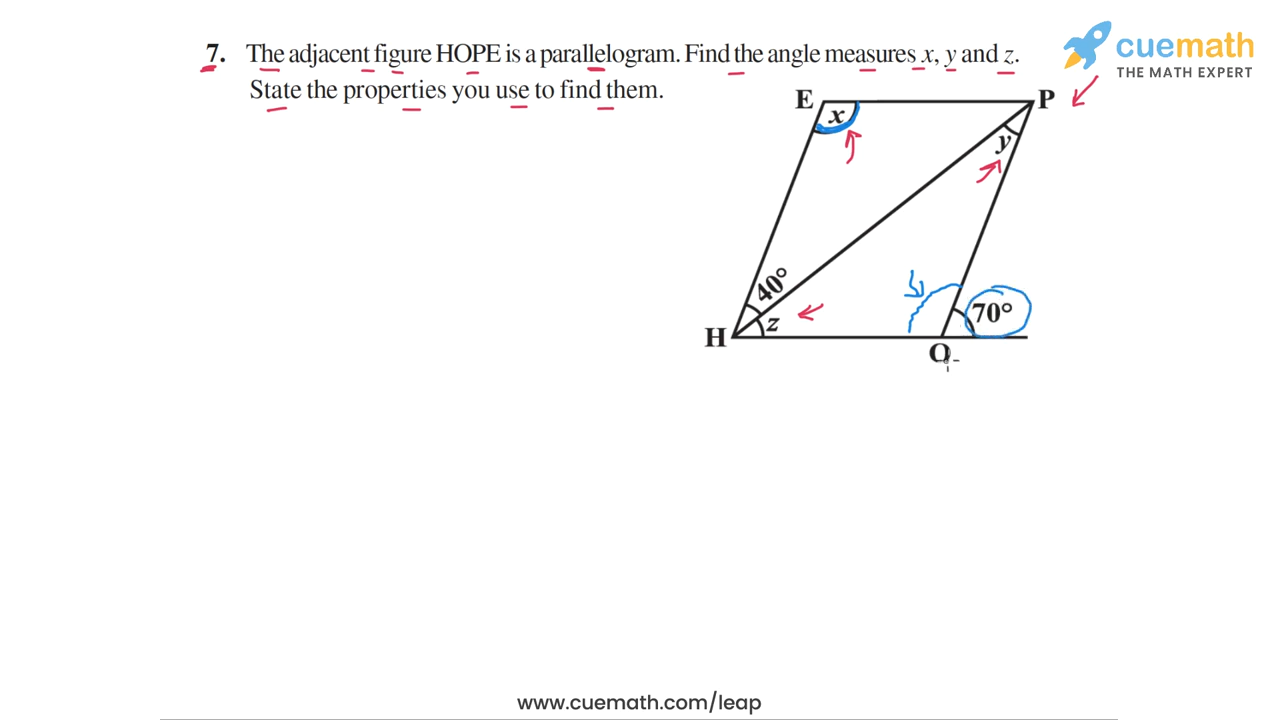 7. The adjacent figure HOPE is a parallelogram. Find the angle measures x, y and z.
State the properties you use to find them.
cuemath
THE MATH EXPERT
E
P
x
y
40°
z
70°
H
O
www.cuemath.com/leap